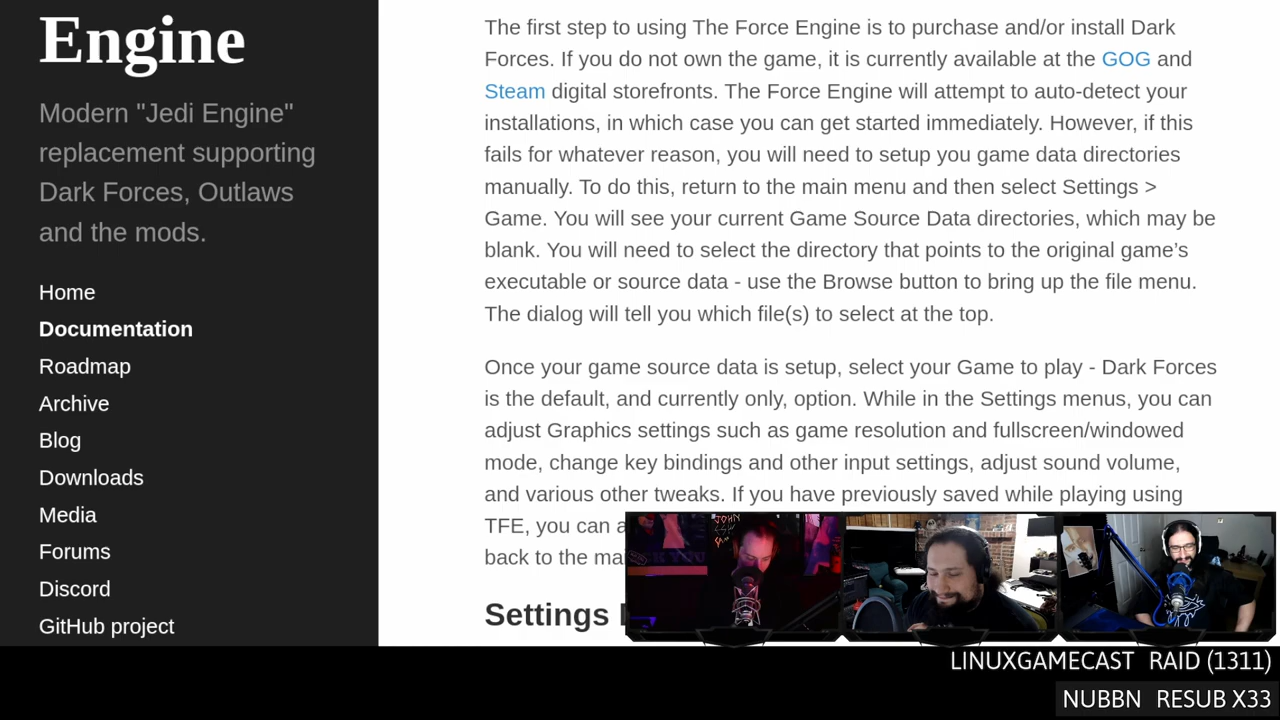 Engine
Modern "Jedi Engine"
replacement supporting
Dark Forces, Outlaws
and the mods.
Home
Documentation
Roadmap
Archive
Blog
Downloads
Media
Forums
Discord
GitHub project
The first step to using The Force Engine is to purchase and/or install Dark
Forces. If you do not own the game, it is currently available at the GOG and
Steam digital storefronts. The Force Engine will attempt to auto-detect your
installations, in which case you can get started immediately. However, if this
fails for whatever reason, you will need to setup you game data directories
manually. To do this, return to the main menu and then select Settings >
Game. You will see your current Game Source Data directories, which may be
blank. You will need to select the directory that points to the original game’s
executable or source data - use the Browse button to bring up the file menu.
The dialog will tell you which file(s) to select at the top.
Once your game source data is setup, select your Game to play - Dark Forces
is the default, and currently only, option. While in the Settings menus, you can
adjust Graphics settings such as game resolution and fullscreen/windowed
mode, change key bindings and other input settings, adjust sound volume,
and various other tweaks. If you have previously saved while playing using
TFE, you can
back to the
Settings
JOHN
LINUXGAMECAST RAID (1311)
NUBBN RESUB X33